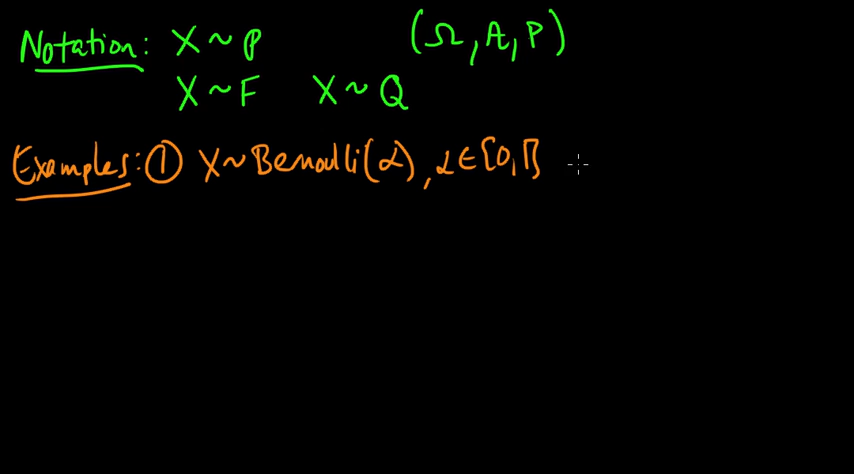 Notation: X ~ P (Ω, A, P)
X ~ F X ~ Q
Examples: ① X ~ Bernoulli(α), α ∈ [0,1]